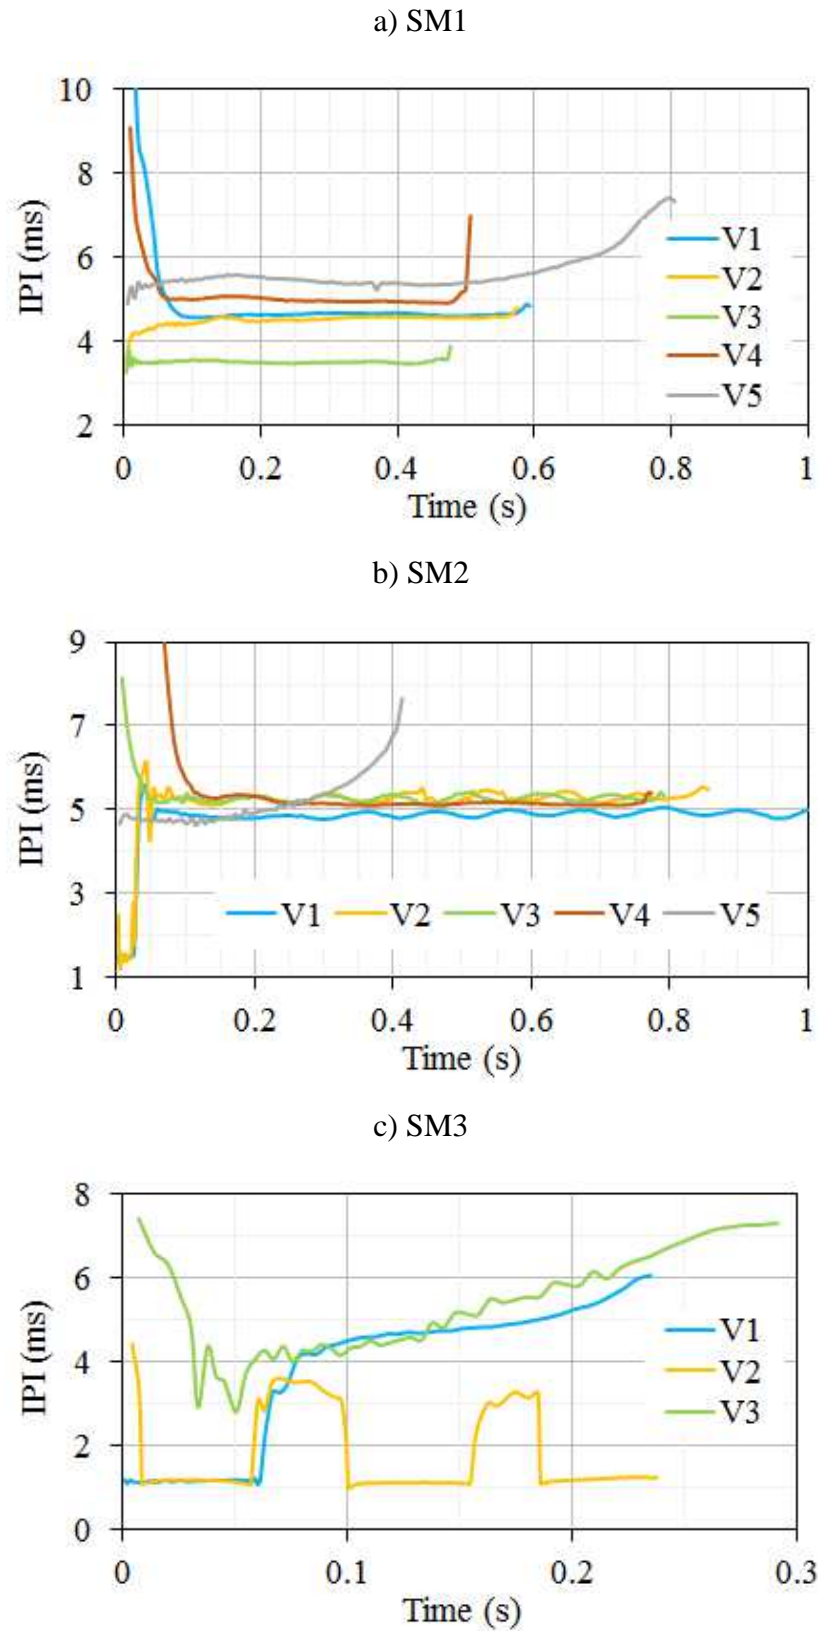 a) SM1
10
8
6
4
2
IPI (ms)
V1
V2
V3
V4
V5
0 0.2 0.4 0.6 0.8 1
Time (s)
b) SM2
9
7
5
3
1
IPI (ms)
V1 V2 V3 V4 V5
0 0.2 0.4 0.6 0.8 1
Time (s)
c) SM3
8
6
4
2
0
IPI (ms)
V1
V2
V3
0 0.1 0.2 0.3
Time (s)